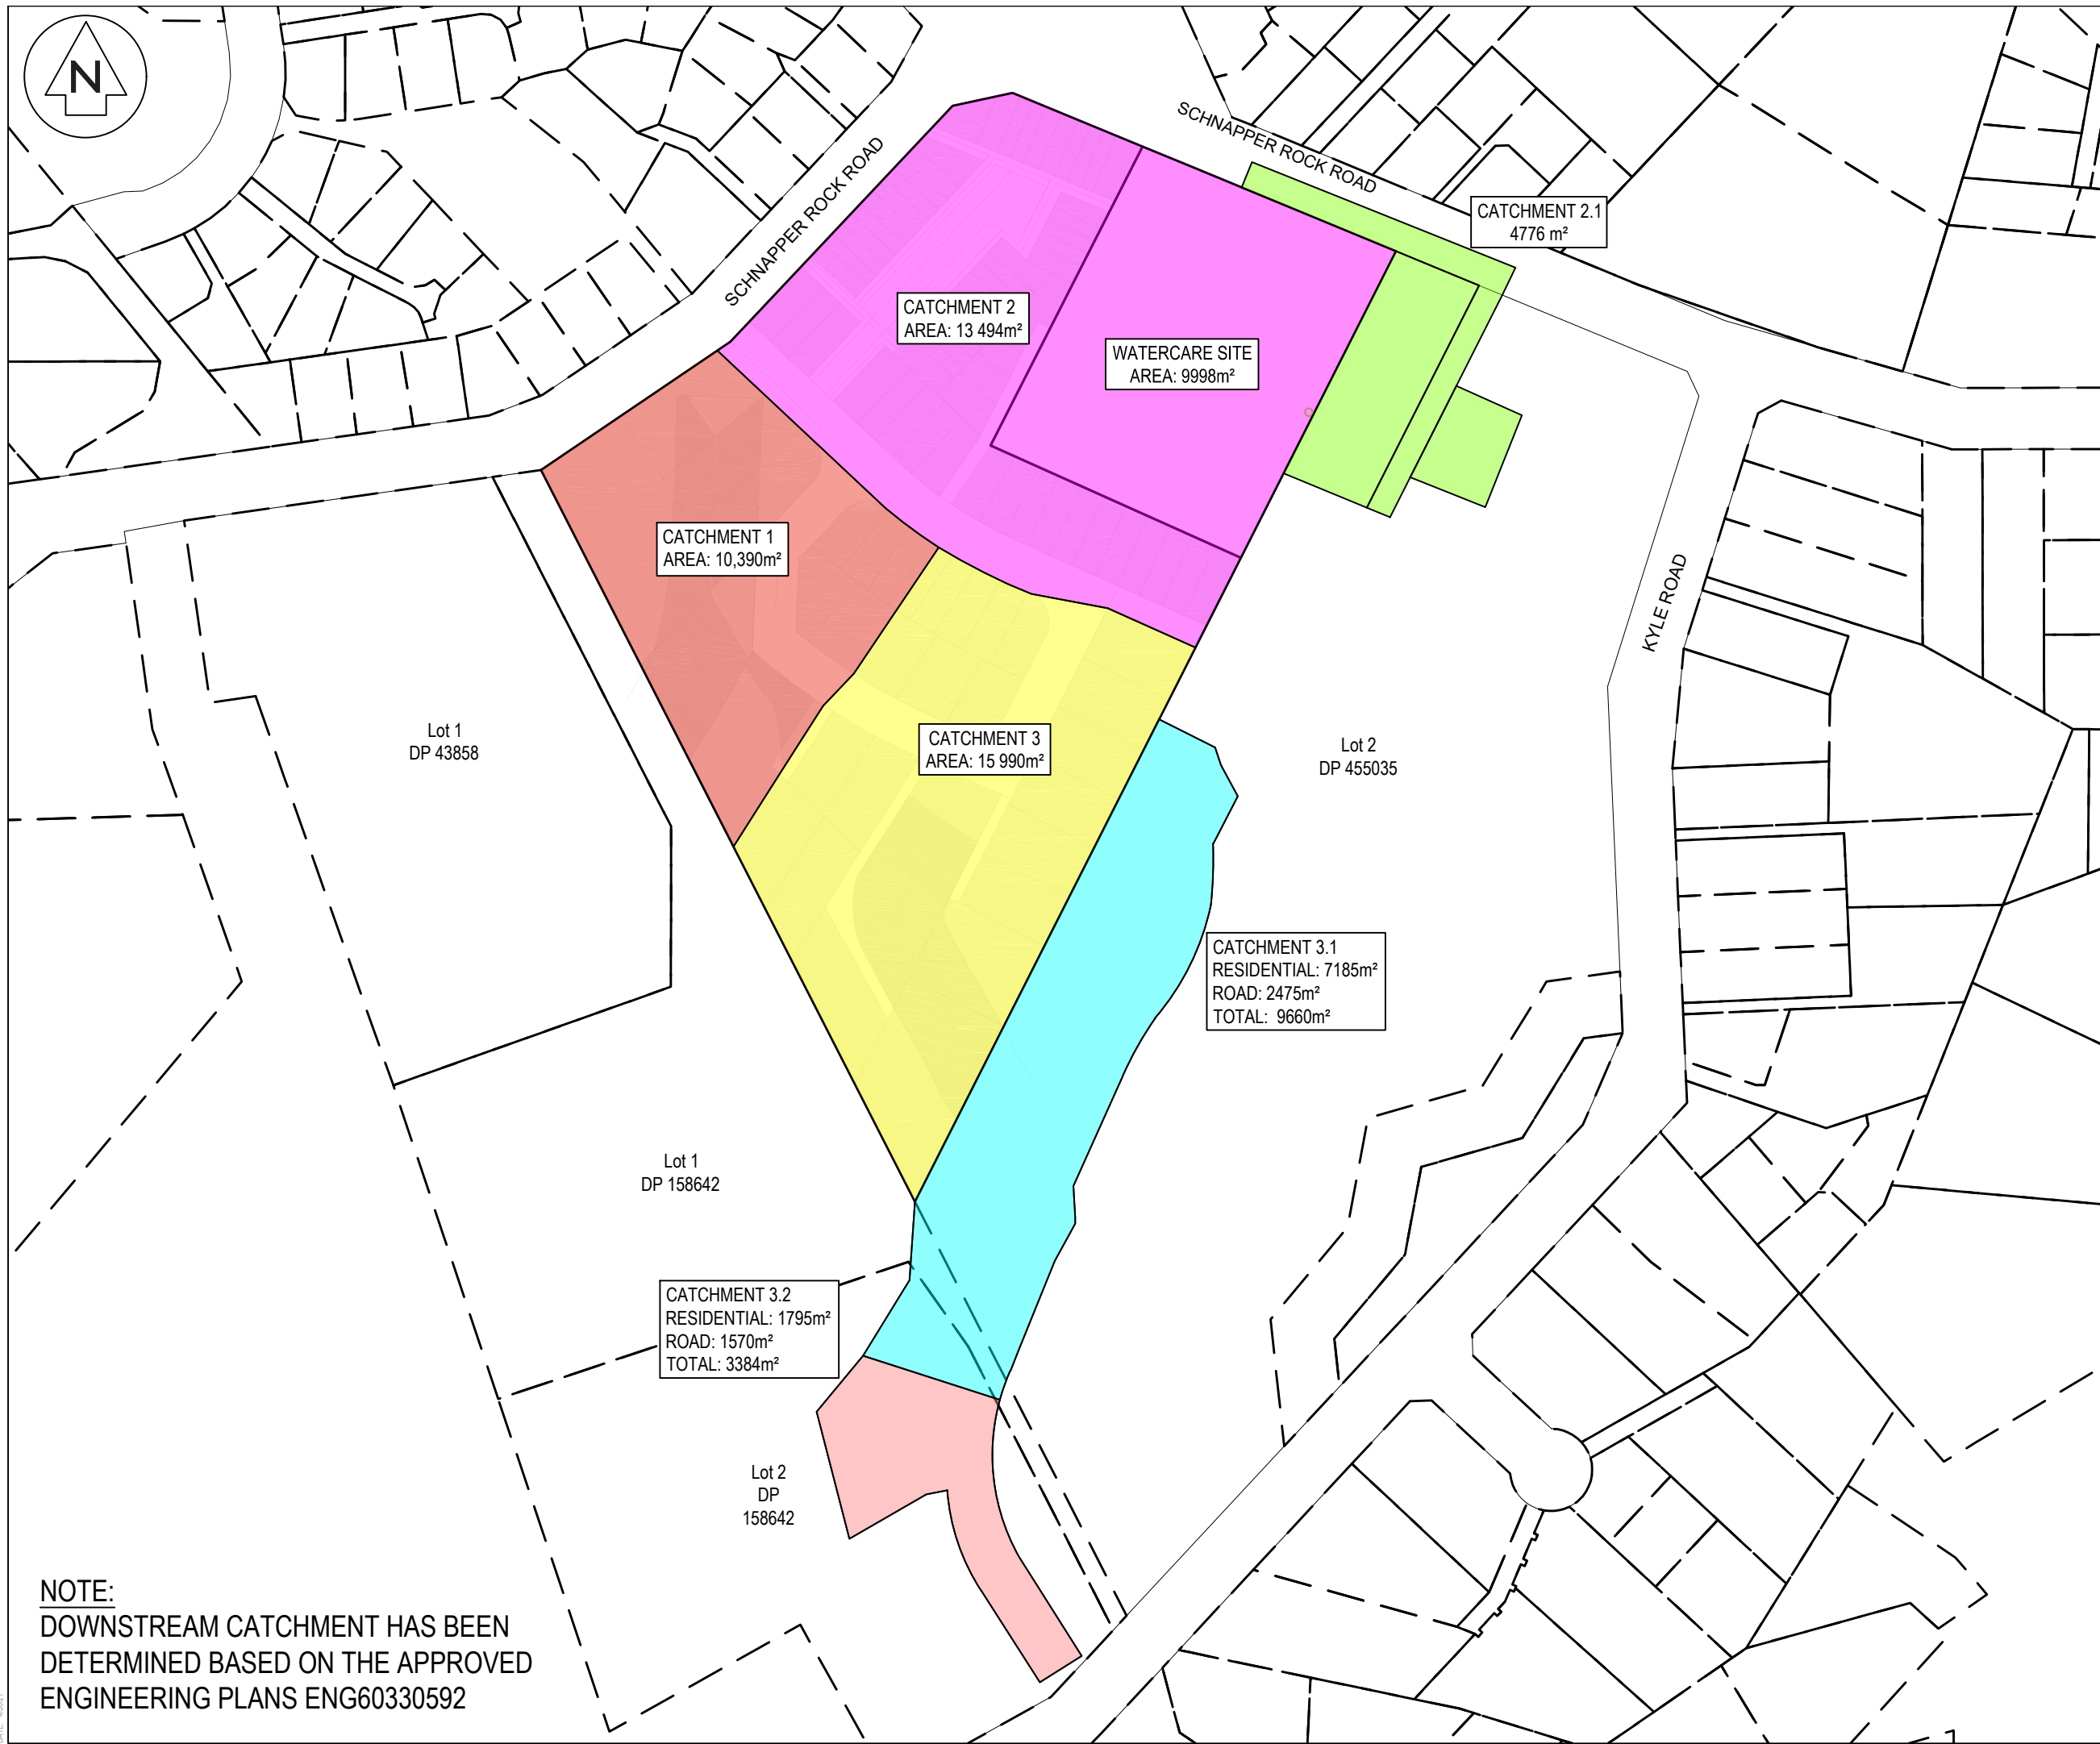 N
SCHNAPPER ROCK ROAD
SCHNAPPER ROCK ROAD
CATCHMENT 2.1
4776 m²
CATCHMENT 2
AREA: 13 494m²
WATERCARE SITE
AREA: 9998m²
CATCHMENT 1
AREA: 10,390m²
KYLE ROAD
Lot 1
DP 43858
CATCHMENT 3
AREA: 15 990m²
Lot 2
DP 455035
CATCHMENT 3.1
RESIDENTIAL: 7185m²
ROAD: 2475m²
TOTAL: 9660m²
Lot 1
DP 158642
CATCHMENT 3.2
RESIDENTIAL: 1795m²
ROAD: 1570m²
TOTAL: 3384m²
Lot 2
DP
158642
NOTE:
DOWNSTREAM CATCHMENT HAS BEEN
DETERMINED BASED ON THE APPROVED
ENGINEERING PLANS ENG60330592